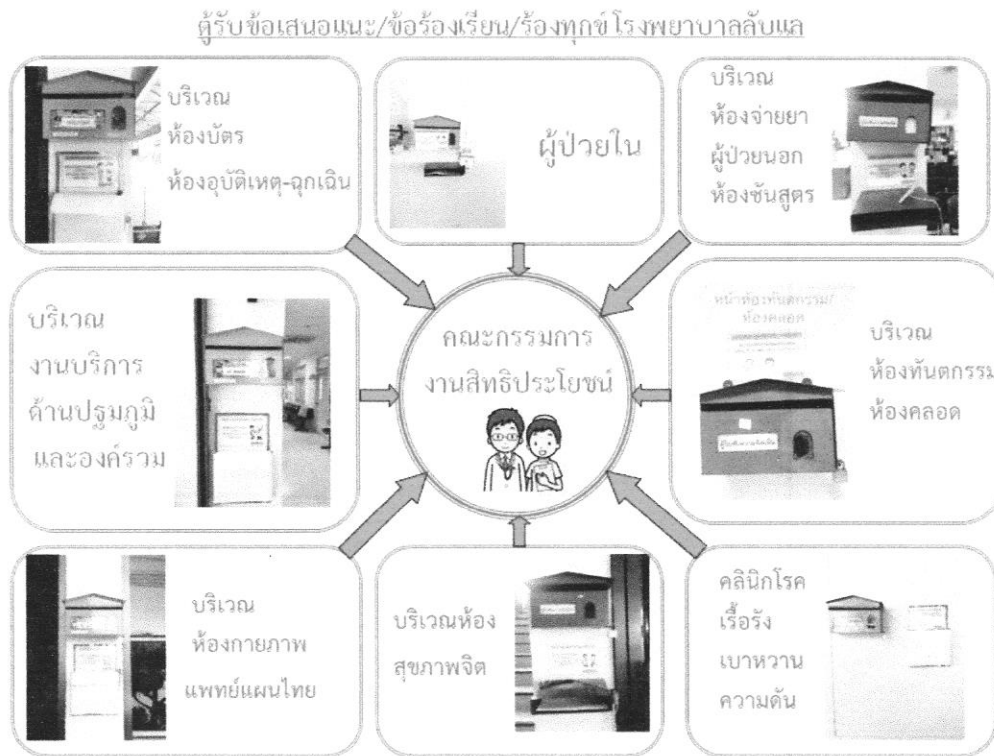 ตู้รับข้อเสนอแนะ/ข้อร้องเรียน/ร้องทุกข์ โรงพยาบาลลับแล
บริเวณ
ห้องบัตร
ห้องอุบัติเหตุ-ฉุกเฉิน
ผู้ป่วยใน
บริเวณ
ห้องจ่ายยา
ผู้ป่วยนอก
ห้องชันสูตร
บริเวณ
งานบริการ
ด้านปฐมภูมิ
และองค์รวม
คณะกรรมการ
งานสิทธิประโยชน์
หน้าห้องทันตกรรม/
ห้องคลอด
บริเวณ
ห้องทันตกรรม
ห้องคลอด
บริเวณ
ห้องกายภาพ
แพทย์แผนไทย
บริเวณห้อง
สุขภาพจิต
คลินิกโรค
เรื้อรัง
เบาหวาน
ความดัน